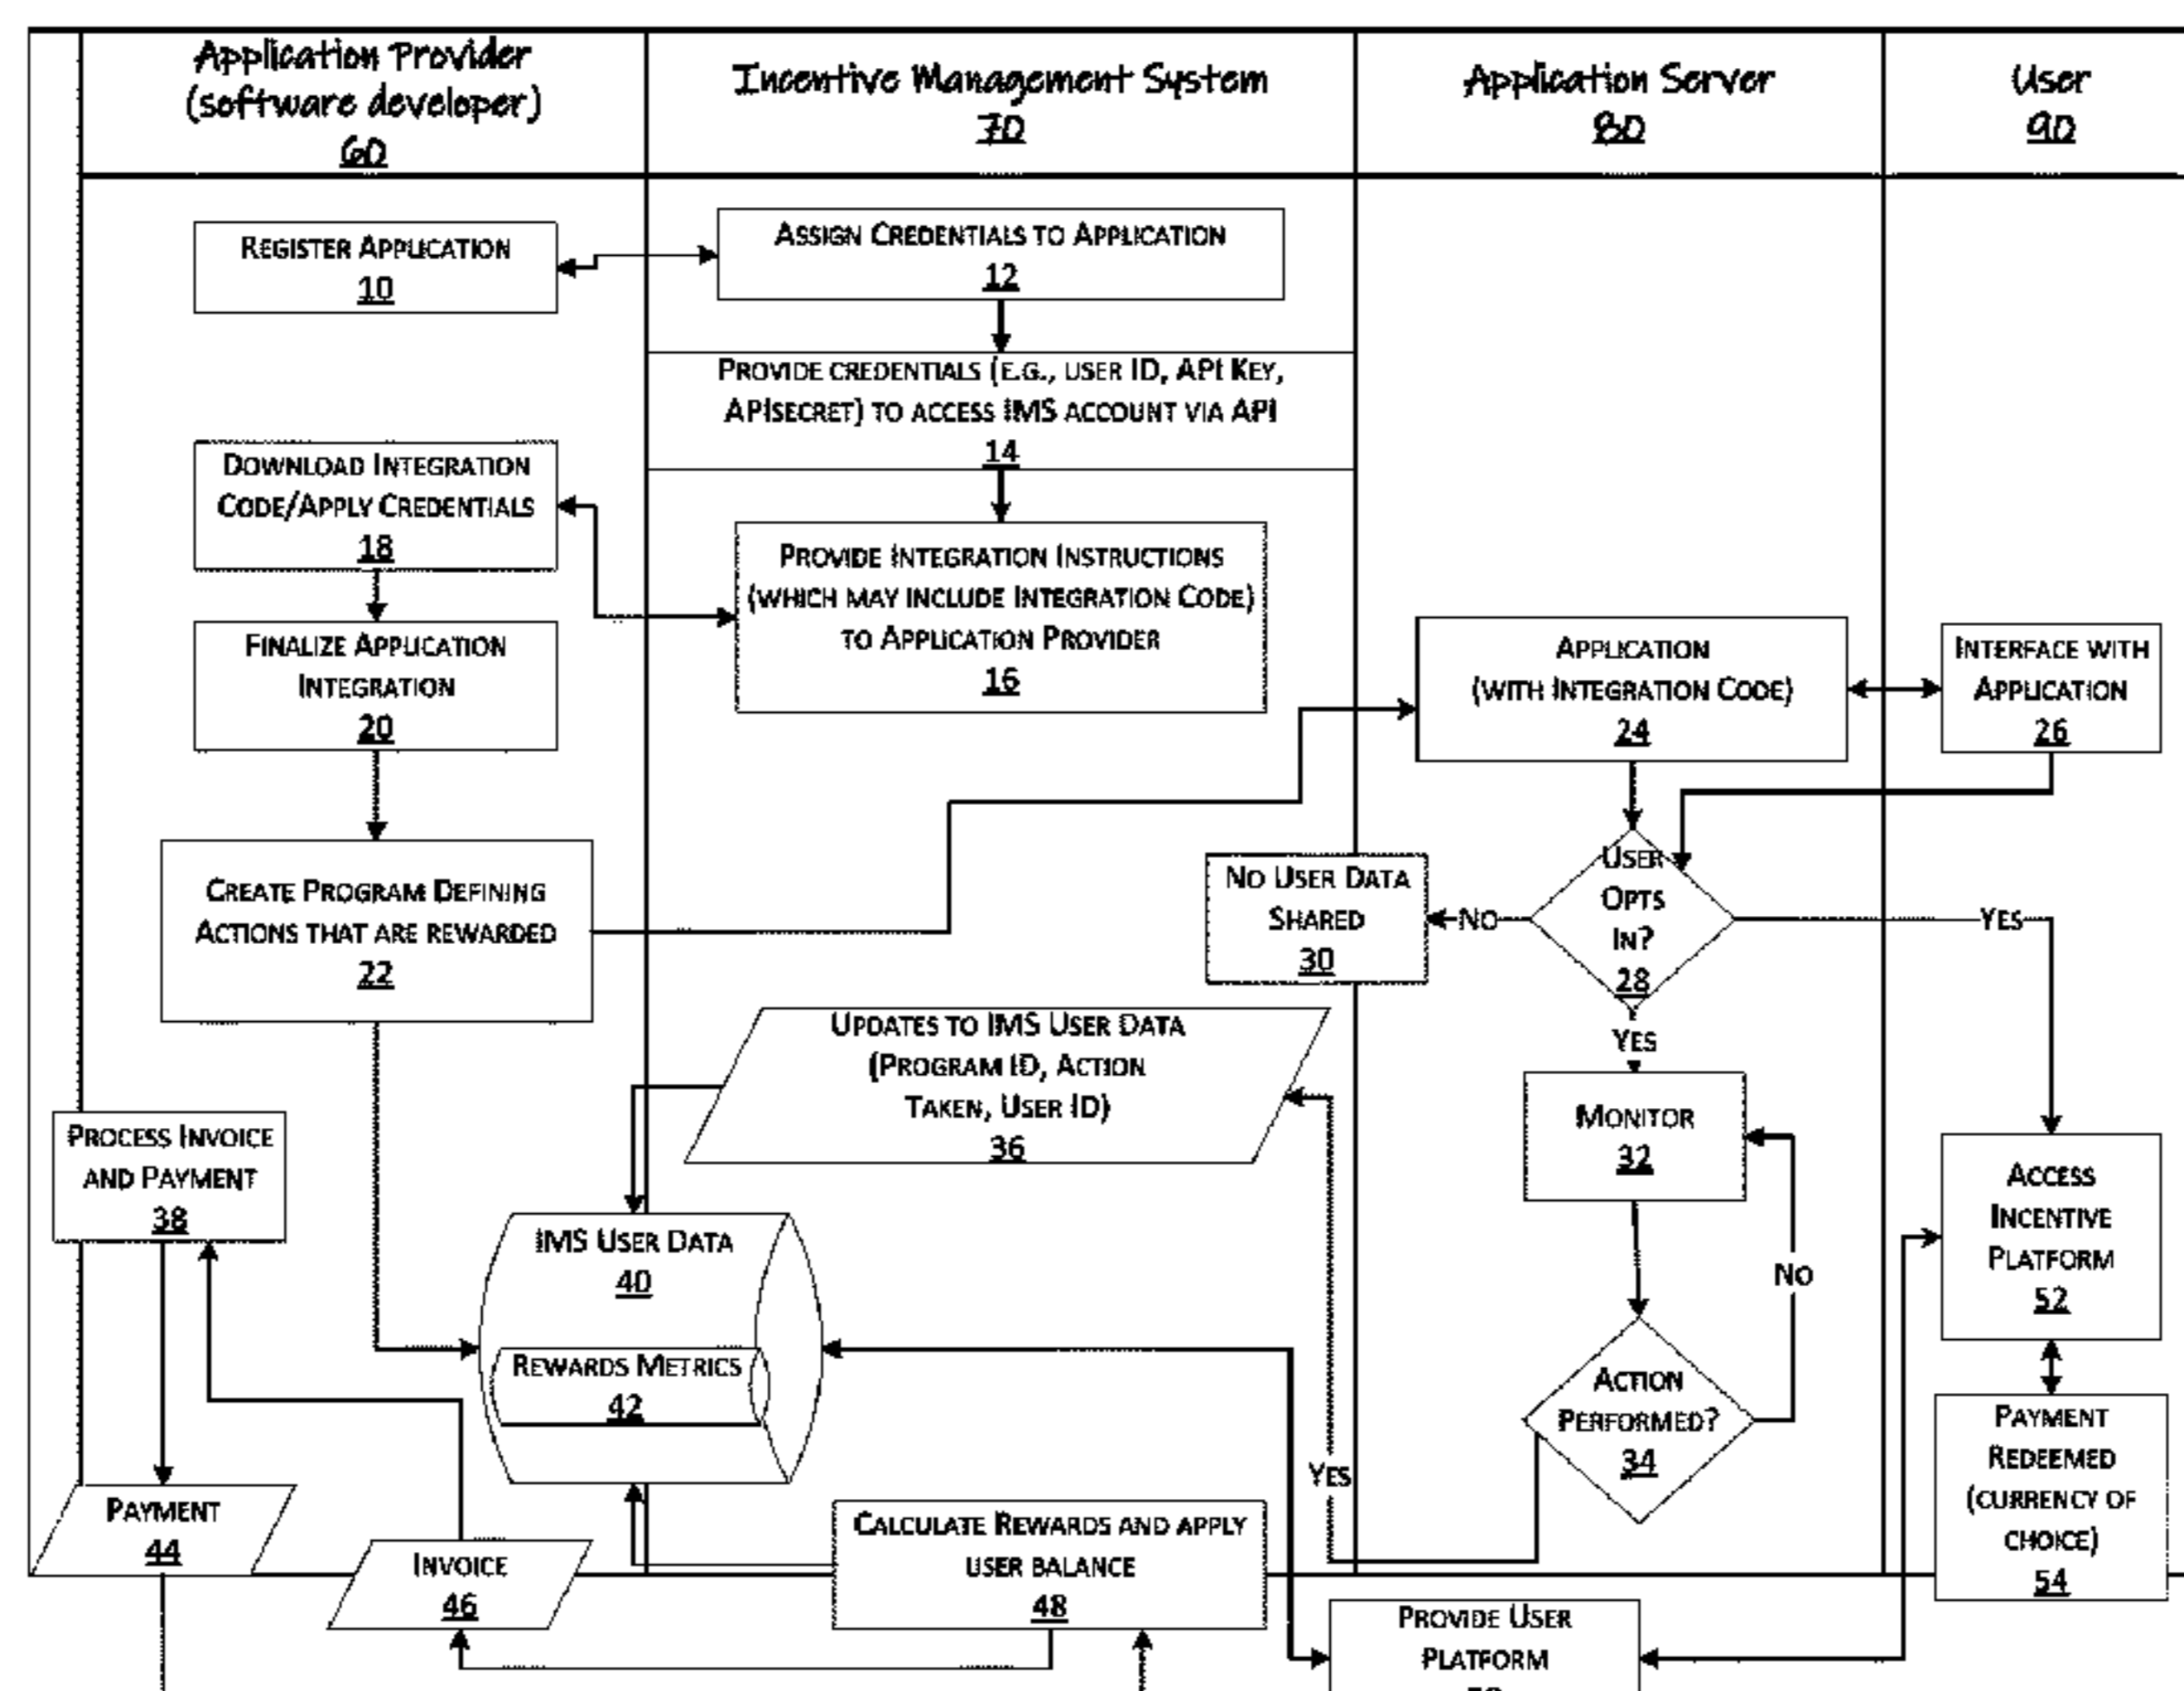 Application Provider
(software developer)
60
Incentive Management System
70
Application Server
80
User
90
REGISTER APPLICATION
10
ASSIGN CREDENTIALS TO APPLICATION
12
PROVIDE CREDENTIALS (E.G., USER ID, API KEY,
APISECRET) TO ACCESS IMS ACCOUNT VIA API
14
DOWNLOAD INTEGRATION
CODE/APPLY CREDENTIALS
18
PROVIDE INTEGRATION INSTRUCTIONS
(WHICH MAY INCLUDE INTEGRATION CODE)
TO APPLICATION PROVIDER
16
FINALIZE APPLICATION
INTEGRATION
20
APPLICATION
(WITH INTEGRATION CODE)
24
INTERFACE WITH
APPLICATION
26
CREATE PROGRAM DEFINING
ACTIONS THAT ARE REWARDED
22
NO USER DATA
SHARED
30
NO
USER
OPTS
IN?
28
YES
YES
UPDATES TO IMS USER DATA
(PROGRAM ID, ACTION
TAKEN, USER ID)
36
MONITOR
32
PROCESS INVOICE
AND PAYMENT
38
ACCESS
INCENTIVE
PLATFORM
52
IMS USER DATA
40
REWARDS METRICS
42
NO
ACTION
PERFORMED?
34
YES
PAYMENT
REDEEMED
(CURRENCY OF
CHOICE)
54
PAYMENT
44
INVOICE
46
CALCULATE REWARDS AND APPLY
USER BALANCE
48
PROVIDE USER
PLATFORM